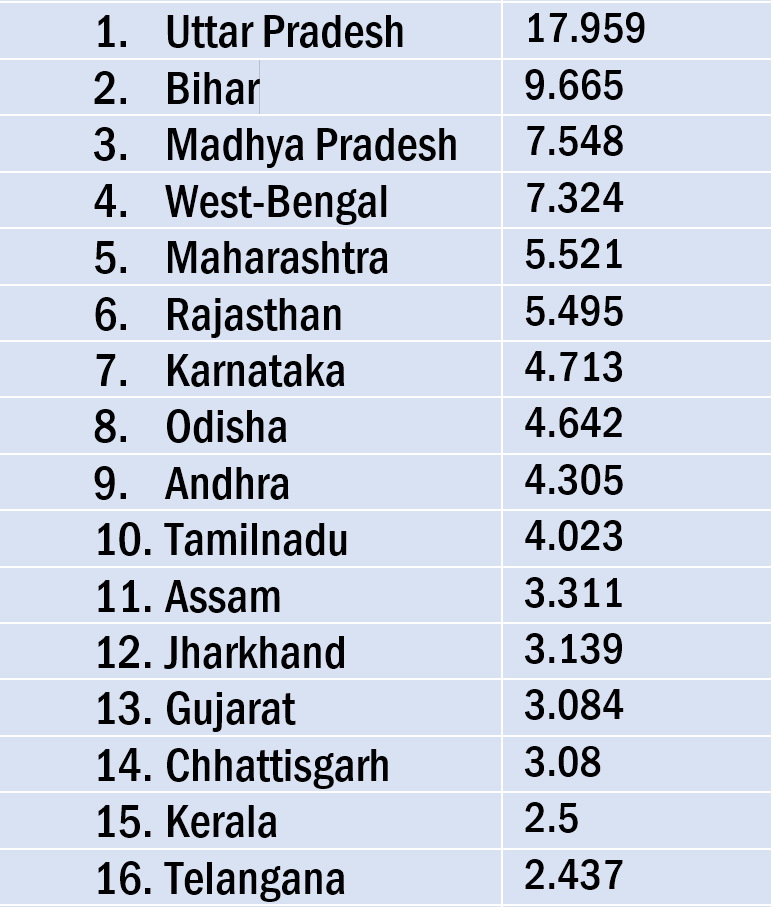 1. Uttar Pradesh 17.959
2. Bihar 9.665
3. Madhya Pradesh 7.548
4. West-Bengal 7.324
5. Maharashtra 5.521
6. Rajasthan 5.495
7. Karnataka 4.713
8. Odisha 4.642
9. Andhra 4.305
10. Tamilnadu 4.023
11. Assam 3.311
12. Jharkhand 3.139
13. Gujarat 3.084
14. Chhattisgarh 3.08
15. Kerala 2.5
16. Telangana 2.437